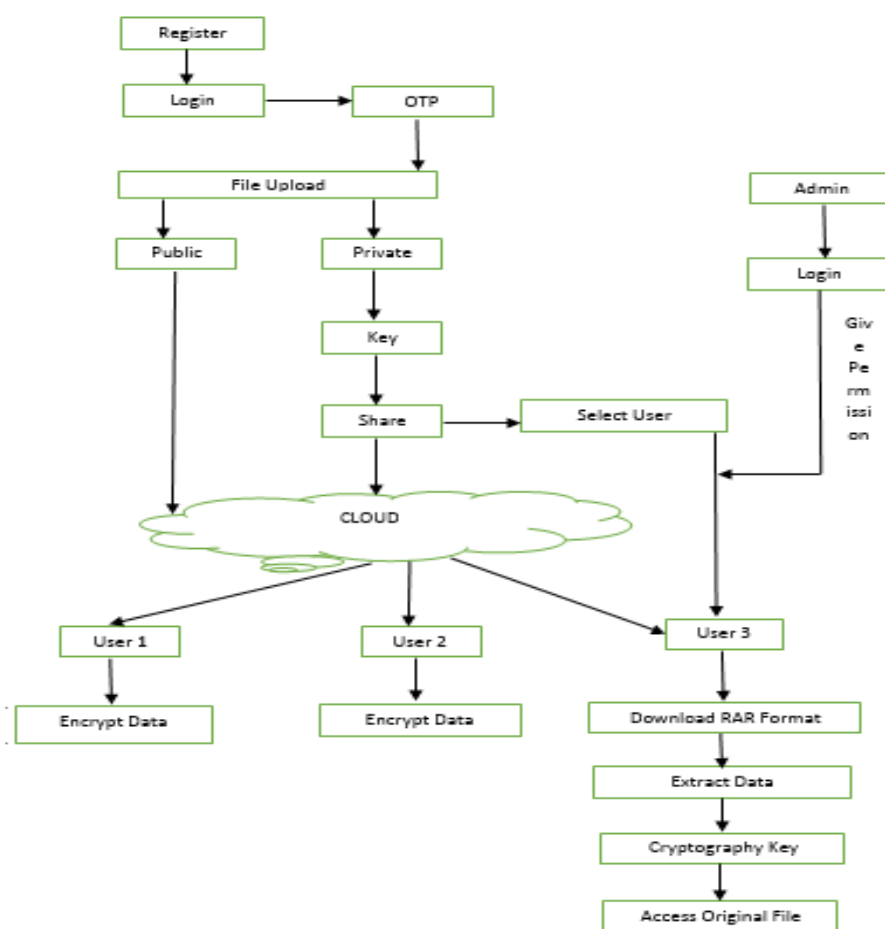 Register
Login
OTP
File Upload
Admin
Public
Private
Login
Key
Giv
e
Pe
rm
issi
on
Share
Select User
CLOUD
User 1
User 2
User 3
Encrypt Data
Encrypt Data
Download RAR Format
Extract Data
Cryptography Key
Access Original File